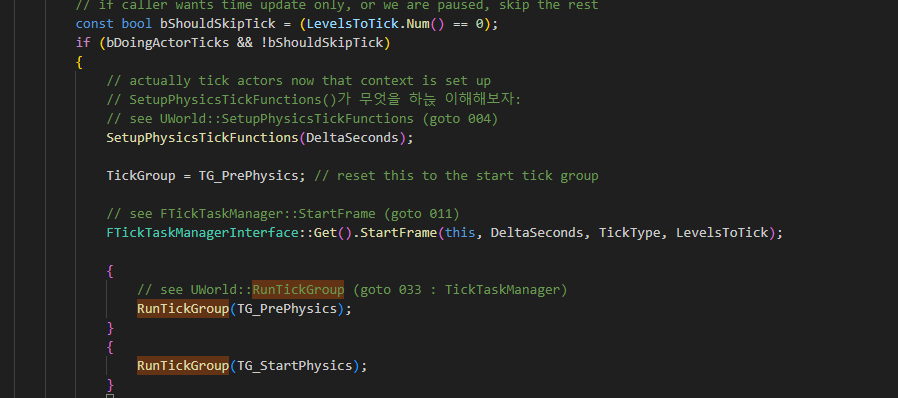 // if caller wants time update only, or we are paused, skip the rest
const bool bShouldSkipTick = (LevelsToTick.Num() == 0);
if (bDoingActorTicks && !bShouldSkipTick)
{
// actually tick actors now that context is set up
// SetupPhysicsTickFunctions()가 무엇을 하늕 이해해보자:
// see UWorld::SetupPhysicsTickFunctions (goto 004)
SetupPhysicsTickFunctions(DeltaSeconds);
TickGroup = TG_PrePhysics; // reset this to the start tick group
// see FTickTaskManager::StartFrame (goto 011)
FTickTaskManagerInterface::Get().StartFrame(this, DeltaSeconds, TickType, LevelsToTick);
{
// see UWorld::RunTickGroup (goto 033 : TickTaskManager)
RunTickGroup(TG_PrePhysics);
}
{
RunTickGroup(TG_StartPhysics);
}